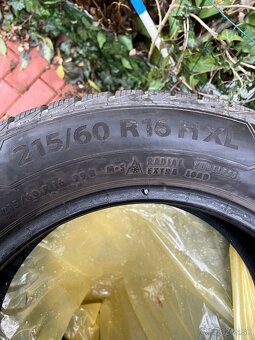 215/60 R16 H XL
M+S RADIAL
EXTRA LOAD